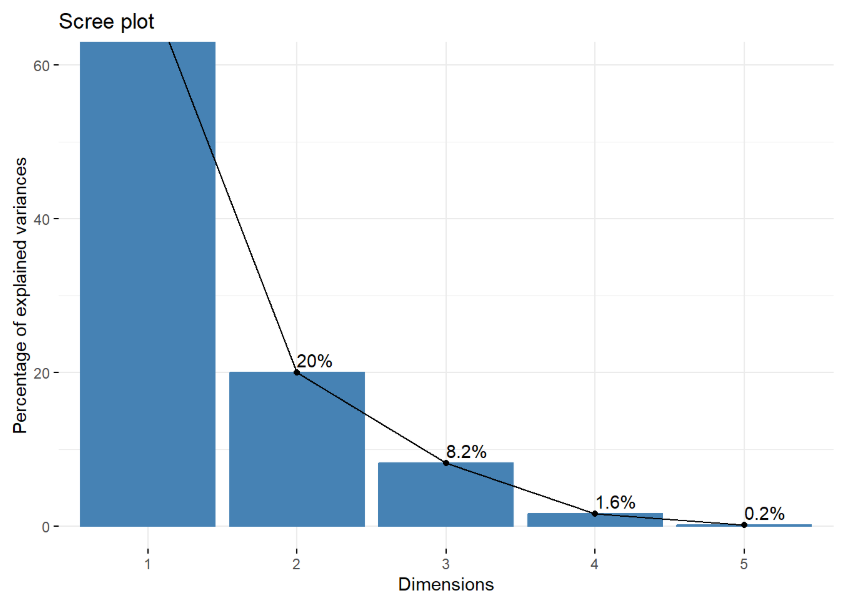 Scree plot
60
40
20
0
Percentage of explained variances
20%
8.2%
1.6%
0.2%
1 2 3 4 5
Dimensions